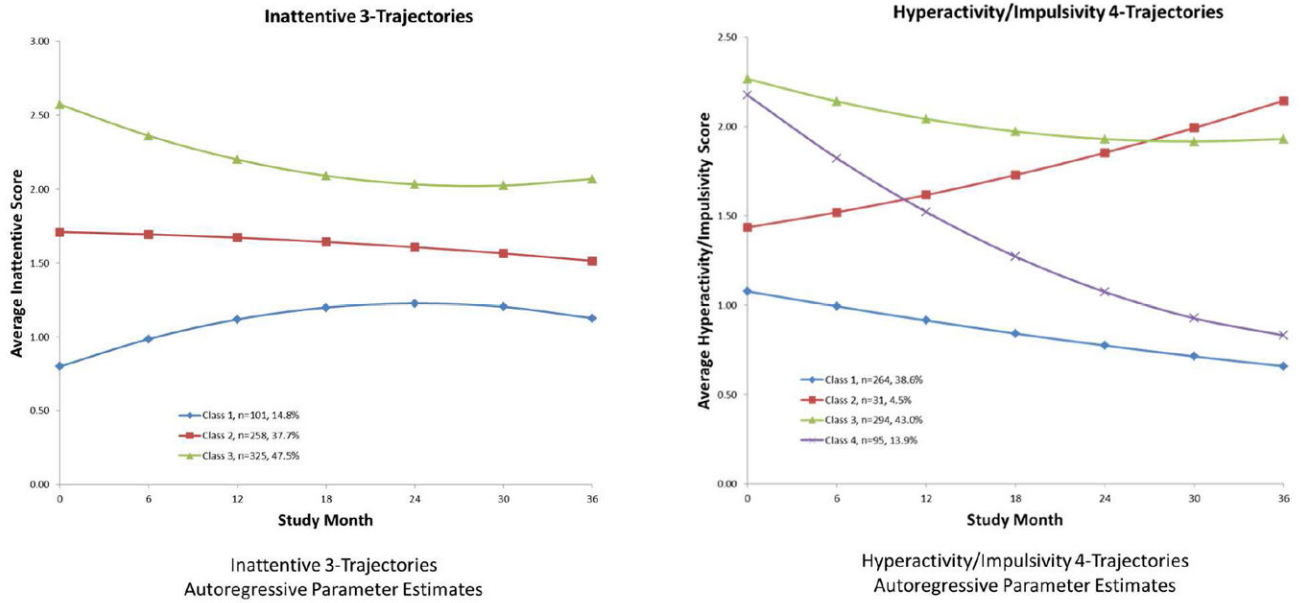 Inattentive 3-Trajectories
3.00
2.50
2.00
1.50
1.00
0.50
0.00
Average Inattentive Score
Class 1, n=101, 14.8%
Class 2, n=258, 37.7%
Class 3, n=325, 47.5%
0 6 12 18 24 30 36
Study Month
Inattentive 3-Trajectories
Autoregressive Parameter Estimates
Hyperactivity/Impulsivity 4-Trajectories
2.50
2.00
1.50
1.00
0.50
0.00
Average Hyperactivity/Impulsivity Score
Class 1, n=264, 38.6%
Class 2, n=31, 4.5%
Class 3, n=294, 43.0%
Class 4, n=95, 13.9%
0 6 12 18 24 30 36
Study Month
Hyperactivity/Impulsivity 4-Trajectories
Autoregressive Parameter Estimates